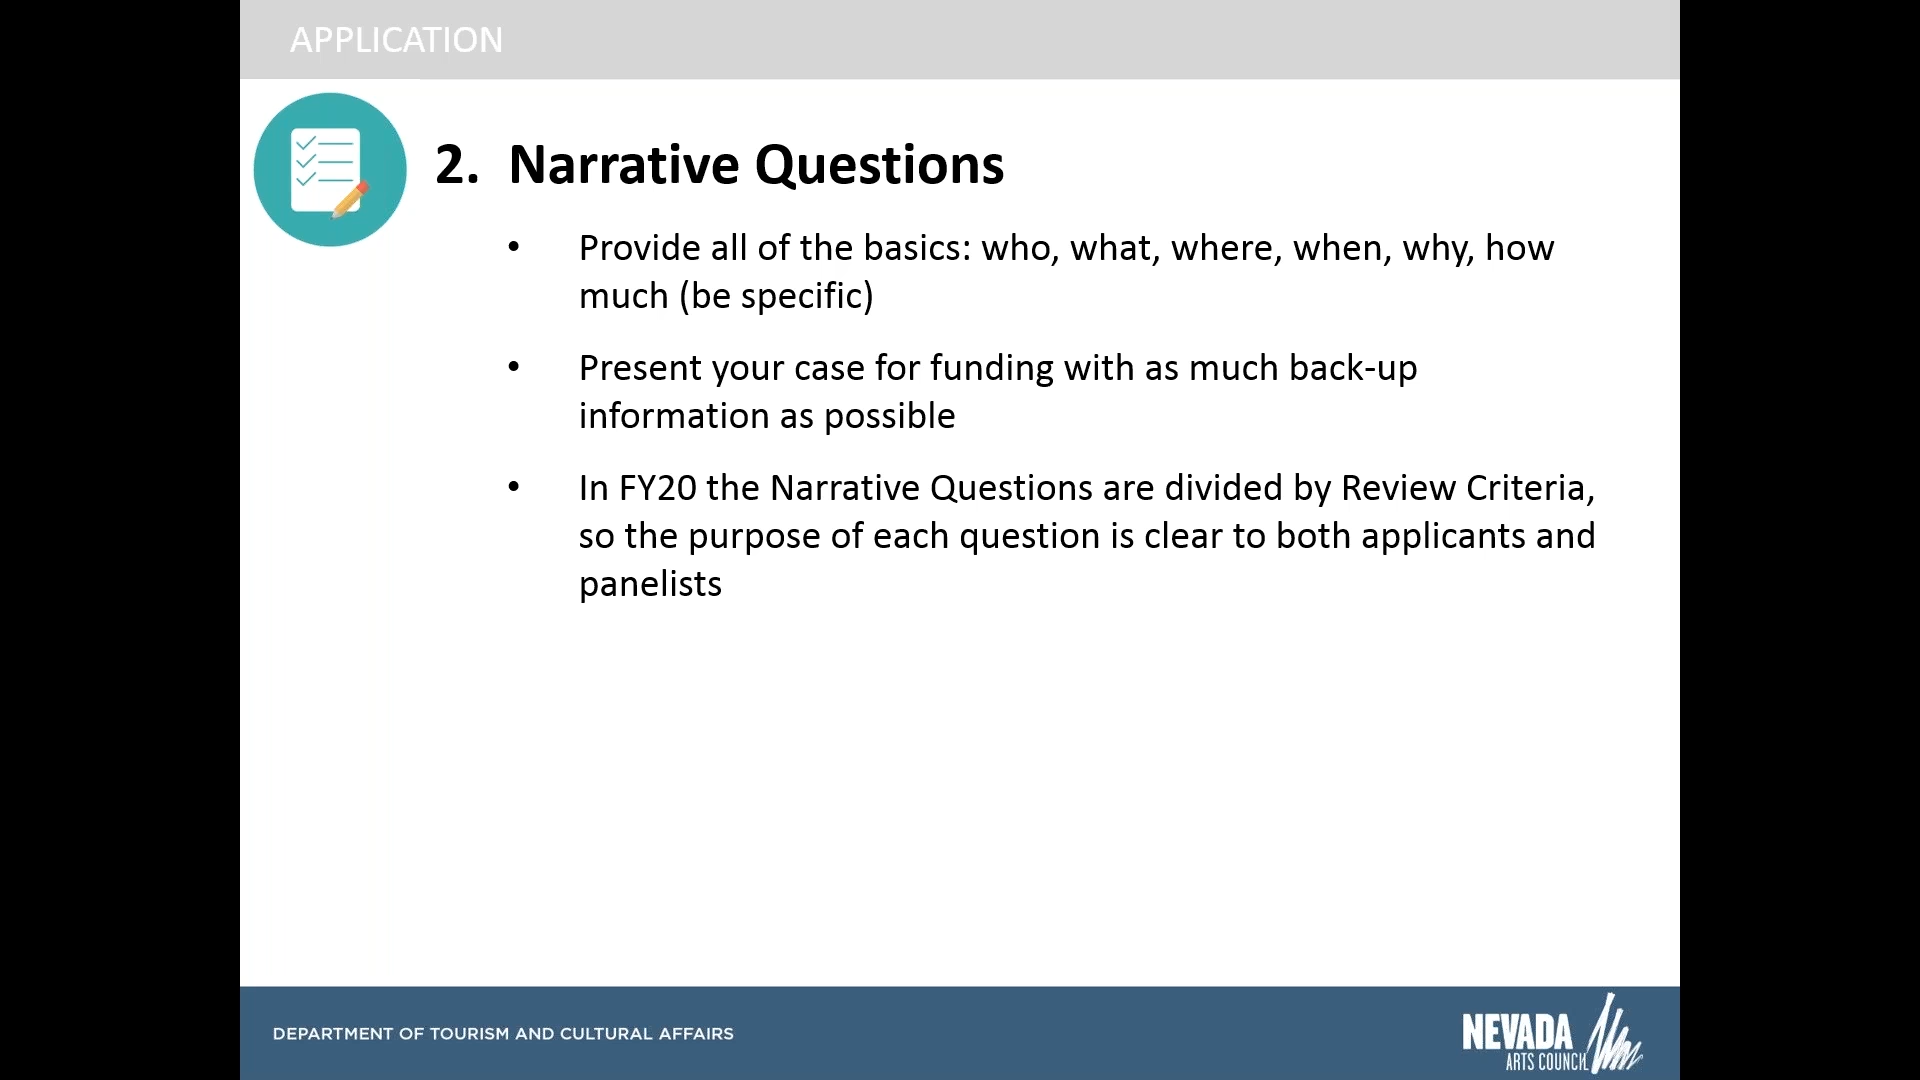 APPLICATION
2. Narrative Questions
• Provide all of the basics: who, what, where, when, why, how
much (be specific)
• Present your case for funding with as much back-up
information as possible
• In FY20 the Narrative Questions are divided by Review Criteria,
so the purpose of each question is clear to both applicants and
panelists
DEPARTMENT OF TOURISM AND CULTURAL AFFAIRS
NEVADA
ARTS COUNCIL